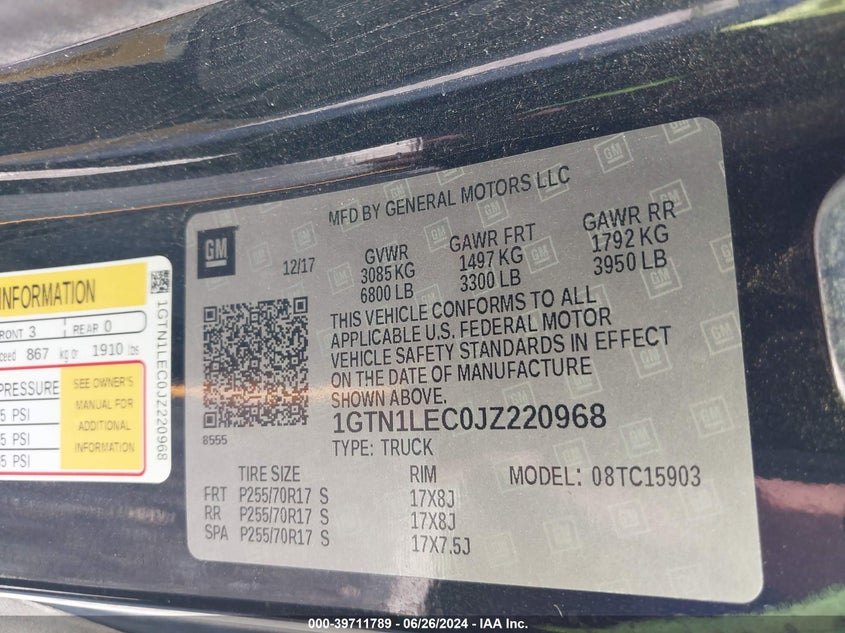 INFORMATION
FRONT 3 REAR 0
867 kg or 1910 lbs
PRESSURE
5 PSI
5 PSI
5 PSI
SEE OWNER'S
MANUAL FOR
ADDITIONAL
INFORMATION
1GTN1LEC0JZ220968
GM
MFD BY GENERAL MOTORS LLC
12/17
GVWR
3085 KG
6800 LB
GAWR FRT
1497 KG
3300 LB
GAWR RR
1792 KG
3950 LB
THIS VEHICLE CONFORMS TO ALL
APPLICABLE U.S. FEDERAL MOTOR
VEHICLE SAFETY STANDARDS IN EFFECT
ON THE DATE OF MANUFACTURE
SHOWN ABOVE.
8555
1GTN1LEC0JZ220968
TYPE: TRUCK
MODEL: 08TC15903
TIRE SIZE RIM
FRT P255/70R17 S 17X8J
RR P255/70R17 S 17X8J
SPA P255/70R17 S 17X7.5J
000-39711789 - 06/26/2024 - IAA Inc.